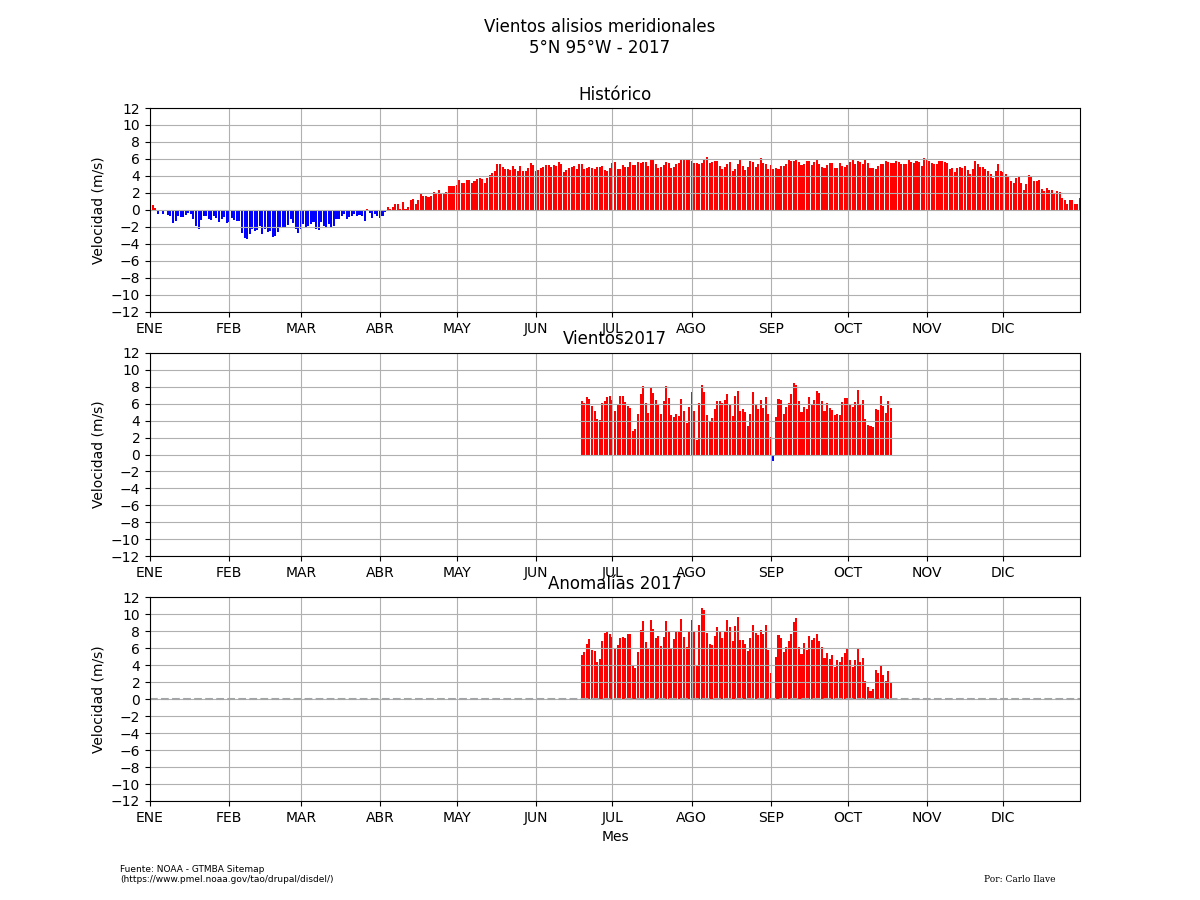 Vientos alisios meridionales
5°N 95°W - 2017
Histórico
12
10
8
6
4
2
0
−2
−4
−6
−8
−10
−12
Velocidad (m/s)
ENE FEB MAR ABR MAY JUN JUL AGO SEP OCT NOV DIC
Vientos2017
12
10
8
6
4
2
0
−2
−4
−6
−8
−10
−12
Velocidad (m/s)
ENE FEB MAR ABR MAY JUN JUL AGO SEP OCT NOV DIC
Anomalías 2017
12
10
8
6
4
2
0
−2
−4
−6
−8
−10
−12
Velocidad (m/s)
ENE FEB MAR ABR MAY JUN JUL AGO SEP OCT NOV DIC
Mes
Fuente: NOAA - GTMBA Sitemap
(https://www.pmel.noaa.gov/tao/drupal/disdel/)
Por: Carlo Ilave